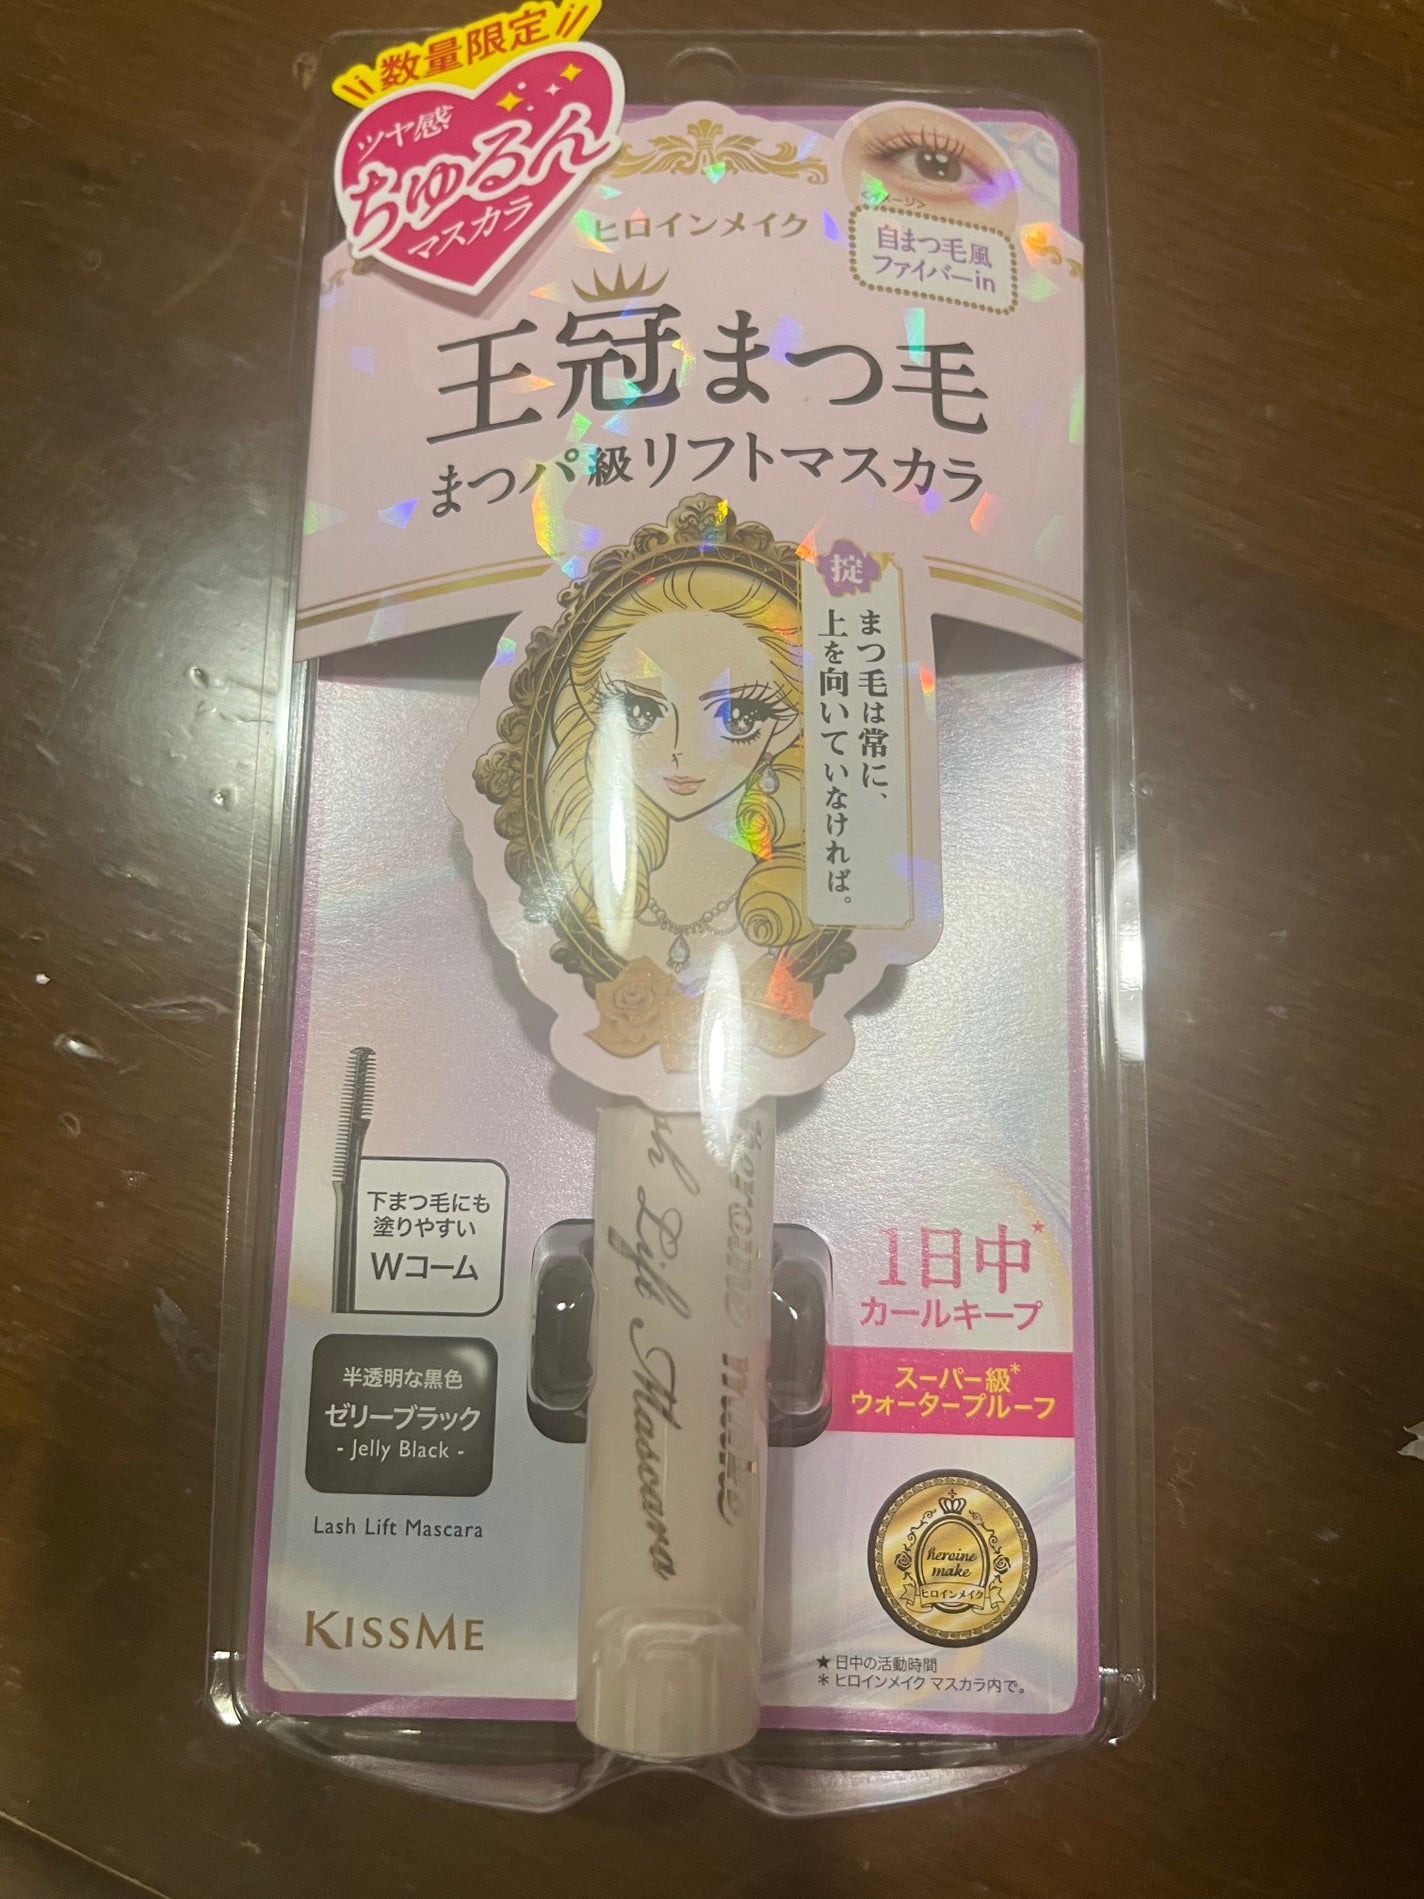 数量限定
ツヤ感
ちゅるん
マスカラ
ヒロインメイク
自まつ毛風
ファイバーin
王冠まつ毛
まつパ級リフトマスカラ
掟
まつ毛は常に、
上を向いていなければ。
下まつ毛にも
塗りやすい
Wコーム
半透明な黒色
ゼリーブラック
- Jelly Black -
Lash Lift Mascara
KISSME
Lift Mascara
1日中★
カールキープ
スーパー級*
ウォータープルーフ
heroine
make
ヒロインメイク
★ 日中の活動時間
* ヒロインメイク マスカラ内で。